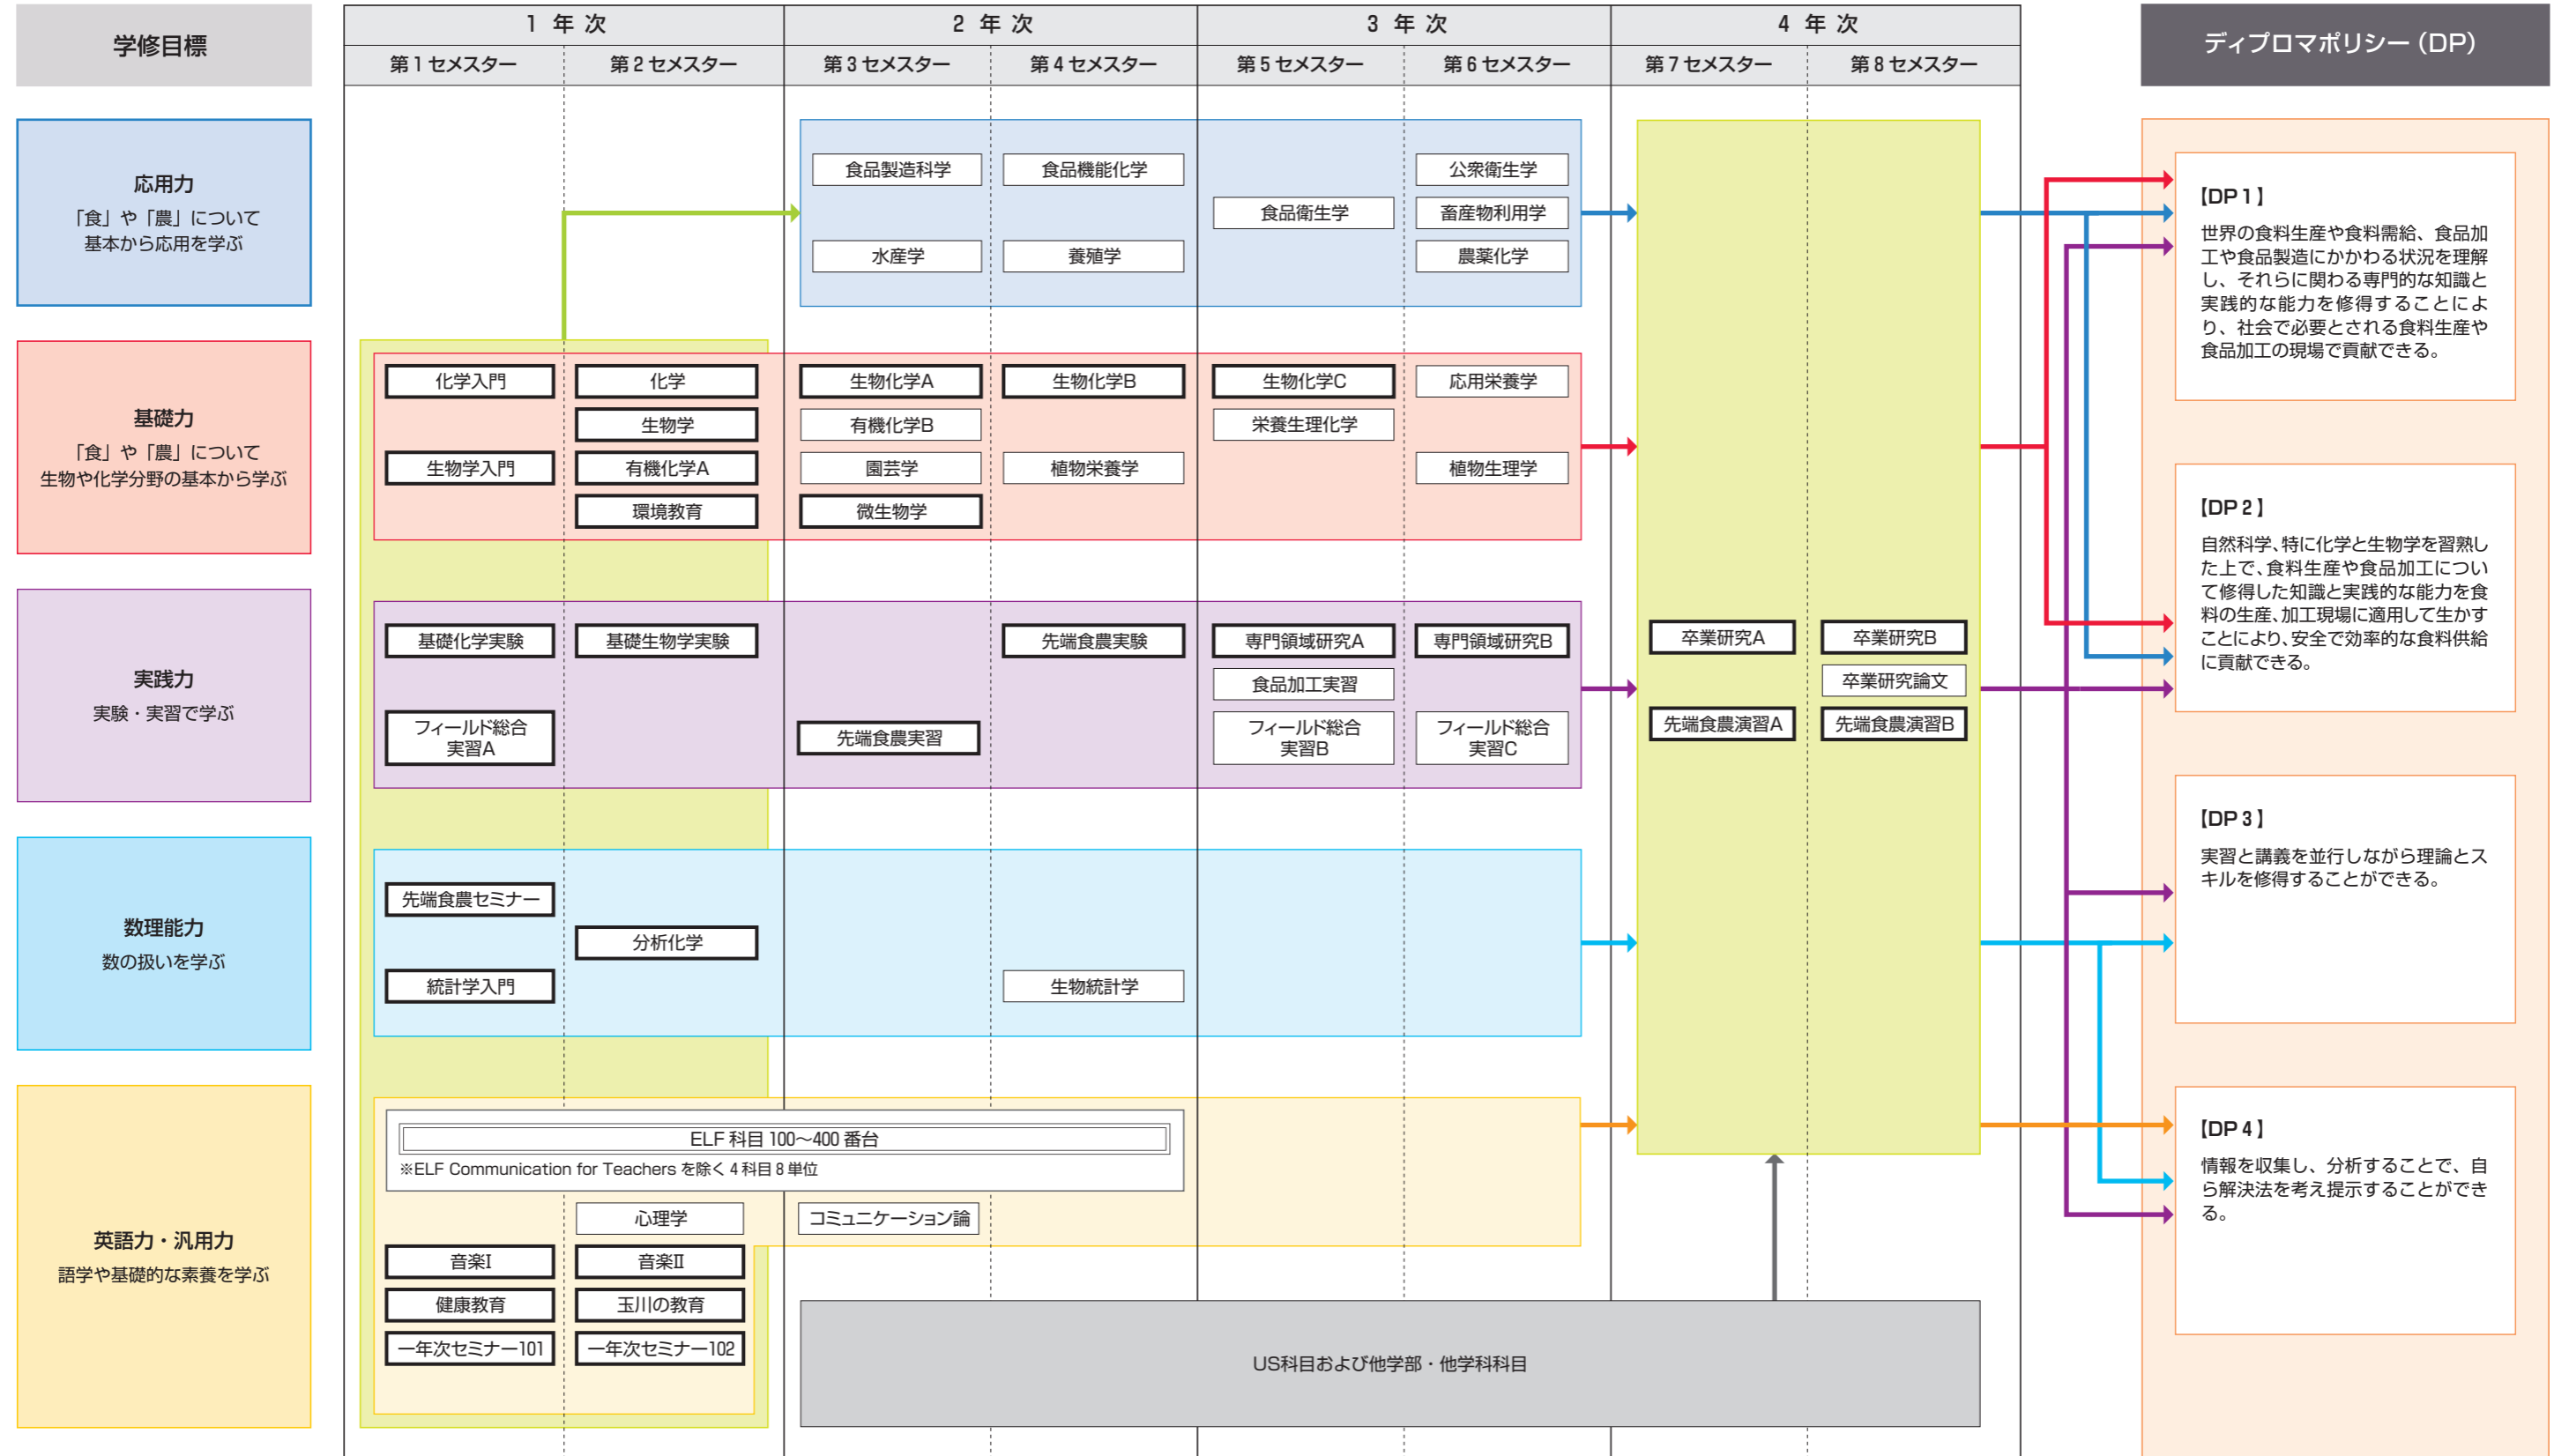 学修目標
1 年 次
2 年 次
3 年 次
4 年 次
第1セメスター
第2セメスター
第3セメスター
第4セメスター
第5セメスター
第6セメスター
第7セメスター
第8セメスター
ディプロマポリシー（DP）
応用力
「食」や「農」について
基本から応用を学ぶ
食品製造科学
食品機能化学
公衆衛生学
食品衛生学
畜産物利用学
水産学
養殖学
農薬化学
基礎力
「食」や「農」について
生物や化学分野の基本から学ぶ
化学入門
化学
生物化学A
生物化学B
生物化学C
応用栄養学
生物学
有機化学B
栄養生理化学
生物学入門
有機化学A
園芸学
植物栄養学
植物生理学
環境教育
微生物学
実践力
実験・実習で学ぶ
基礎化学実験
基礎生物学実験
先端食農実験
専門領域研究A
専門領域研究B
卒業研究A
卒業研究B
食品加工実習
卒業研究論文
フィールド総合
実習A
先端食農実習
フィールド総合
実習B
フィールド総合
実習C
先端食農演習A
先端食農演習B
数理能力
数の扱いを学ぶ
先端食農セミナー
分析化学
統計学入門
生物統計学
英語力・汎用力
語学や基礎的な素養を学ぶ
ELF 科目 100〜400 番台
※ELF Communication for Teachers を除く 4 科目 8 単位
心理学
コミュニケーション論
音楽Ⅰ
音楽Ⅱ
健康教育
玉川の教育
一年次セミナー101
一年次セミナー102
US科目および他学部・他学科科目
【DP 1】
世界の食料生産や食料需給、食品加
工や食品製造にかかわる状況を理解
し、それらに関わる専門的な知識と
実践的な能力を修得することによ
り、社会で必要とされる食料生産や
食品加工の現場で貢献できる。
【DP 2】
自然科学、特に化学と生物学を習熟し
た上で、食料生産や食品加工につい
て修得した知識と実践的な能力を食
料の生産、加工現場に適用して生かす
ことにより、安全で効率的な食料供給
に貢献できる。
【DP 3】
実習と講義を並行しながら理論とス
キルを修得することができる。
【DP 4】
情報を収集し、分析することで、自
ら解決法を考え提示することができ
る。